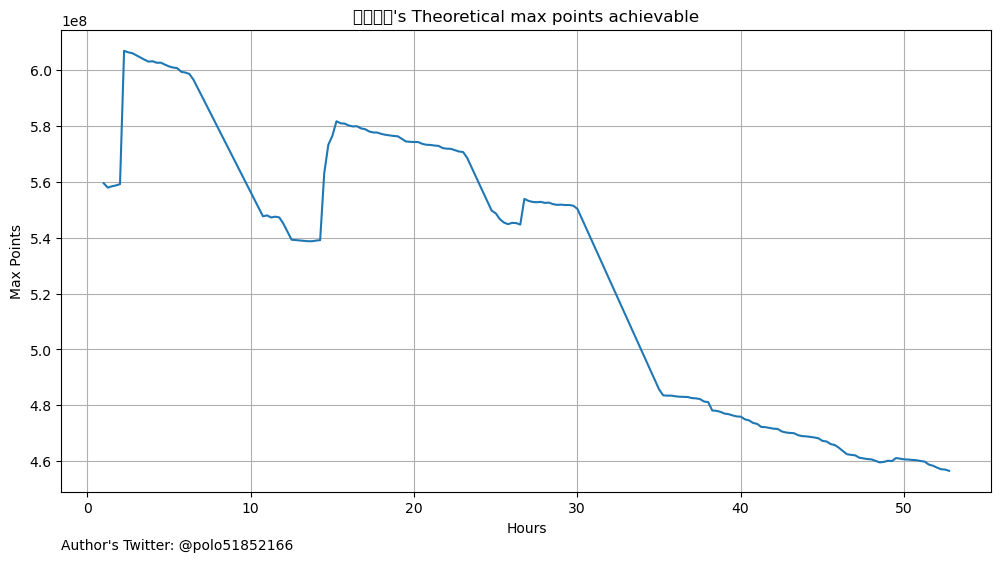 's Theoretical max points achievable
1e8
6.0
5.8
5.6
5.4
5.2
5.0
4.8
4.6
Max Points
0 10 20 30 40 50
Hours
Author's Twitter: @polo51852166